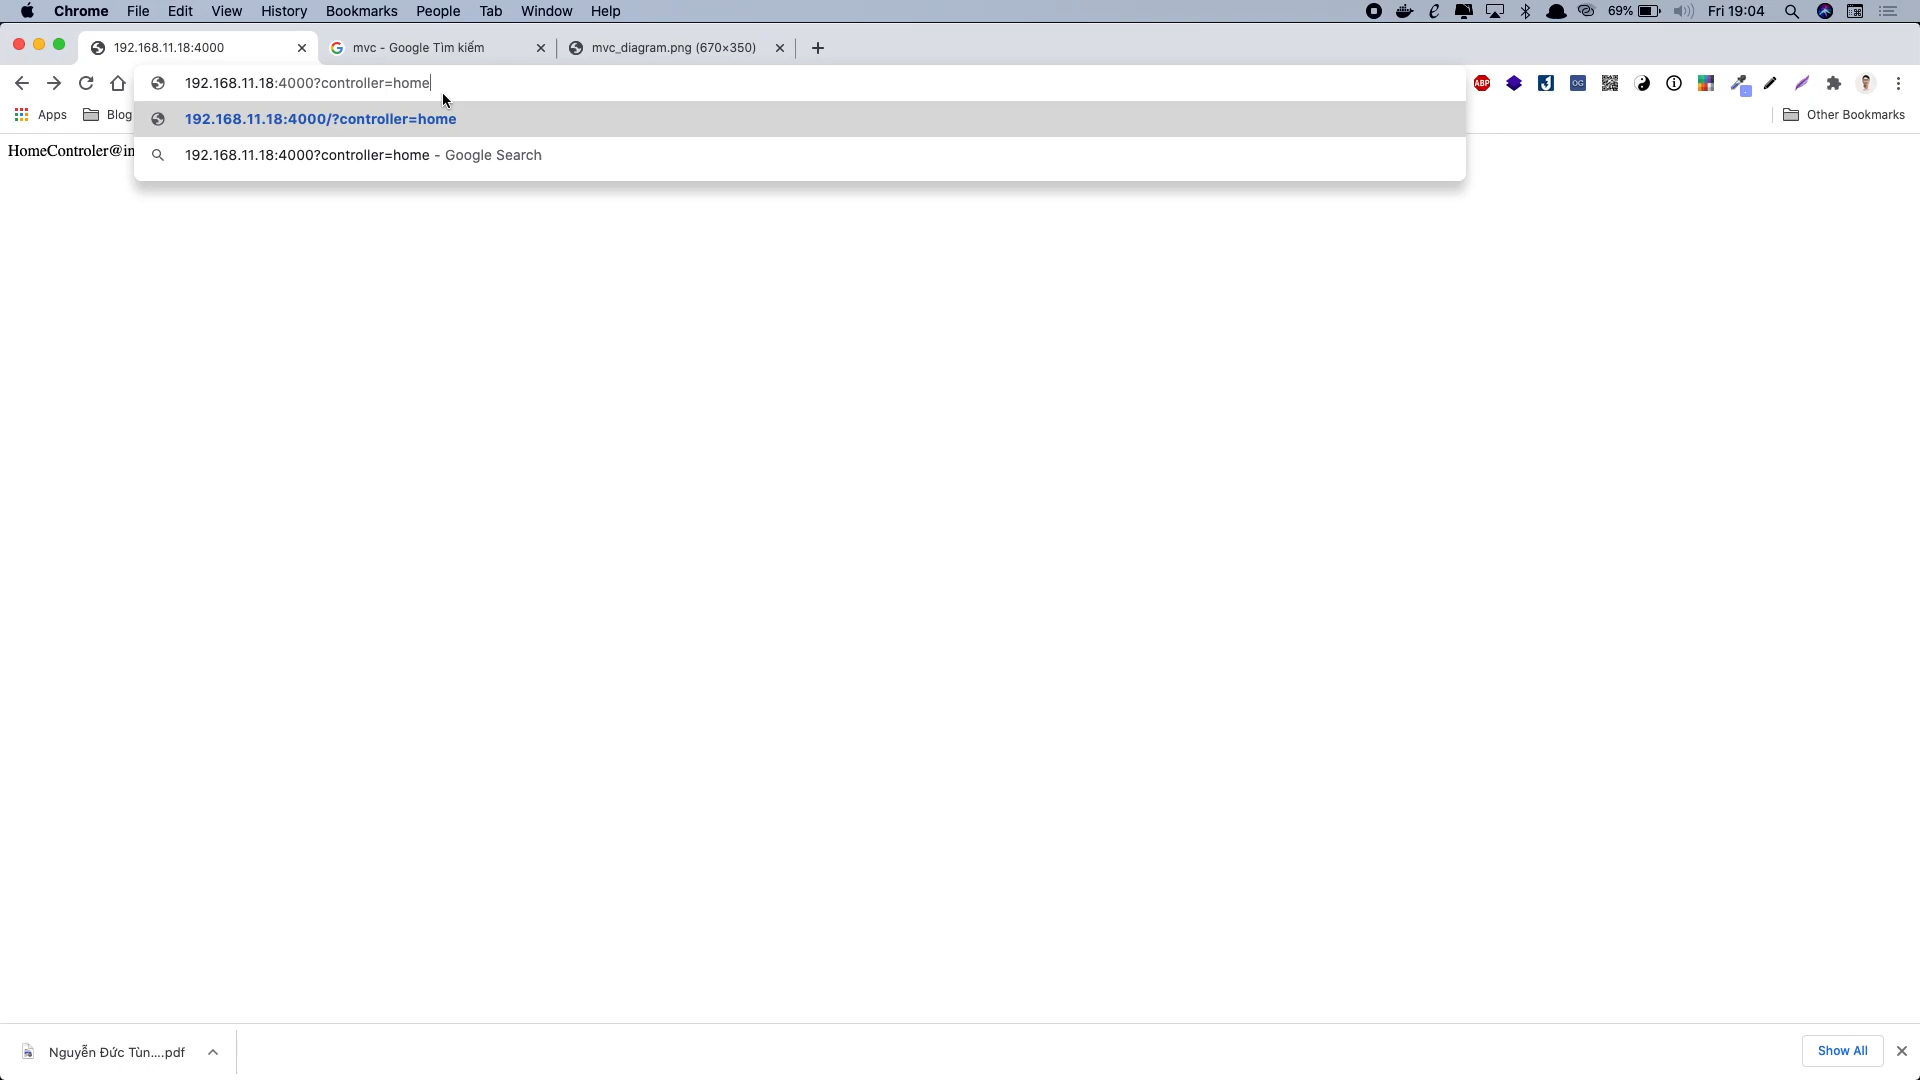 Chrome File Edit View History Bookmarks People Tab Window Help
69% Fri 19:04
192.168.11.18:4000
mvc - Google Tìm kiếm
mvc_diagram.png (670×350)
192.168.11.18:4000?controller=home
ABP
OG
Apps
Blog
Other Bookmarks
192.168.11.18:4000/?controller=home
HomeControler@in
192.168.11.18:4000?controller=home - Google Search
Nguyễn Đức Tùn....pdf
Show All